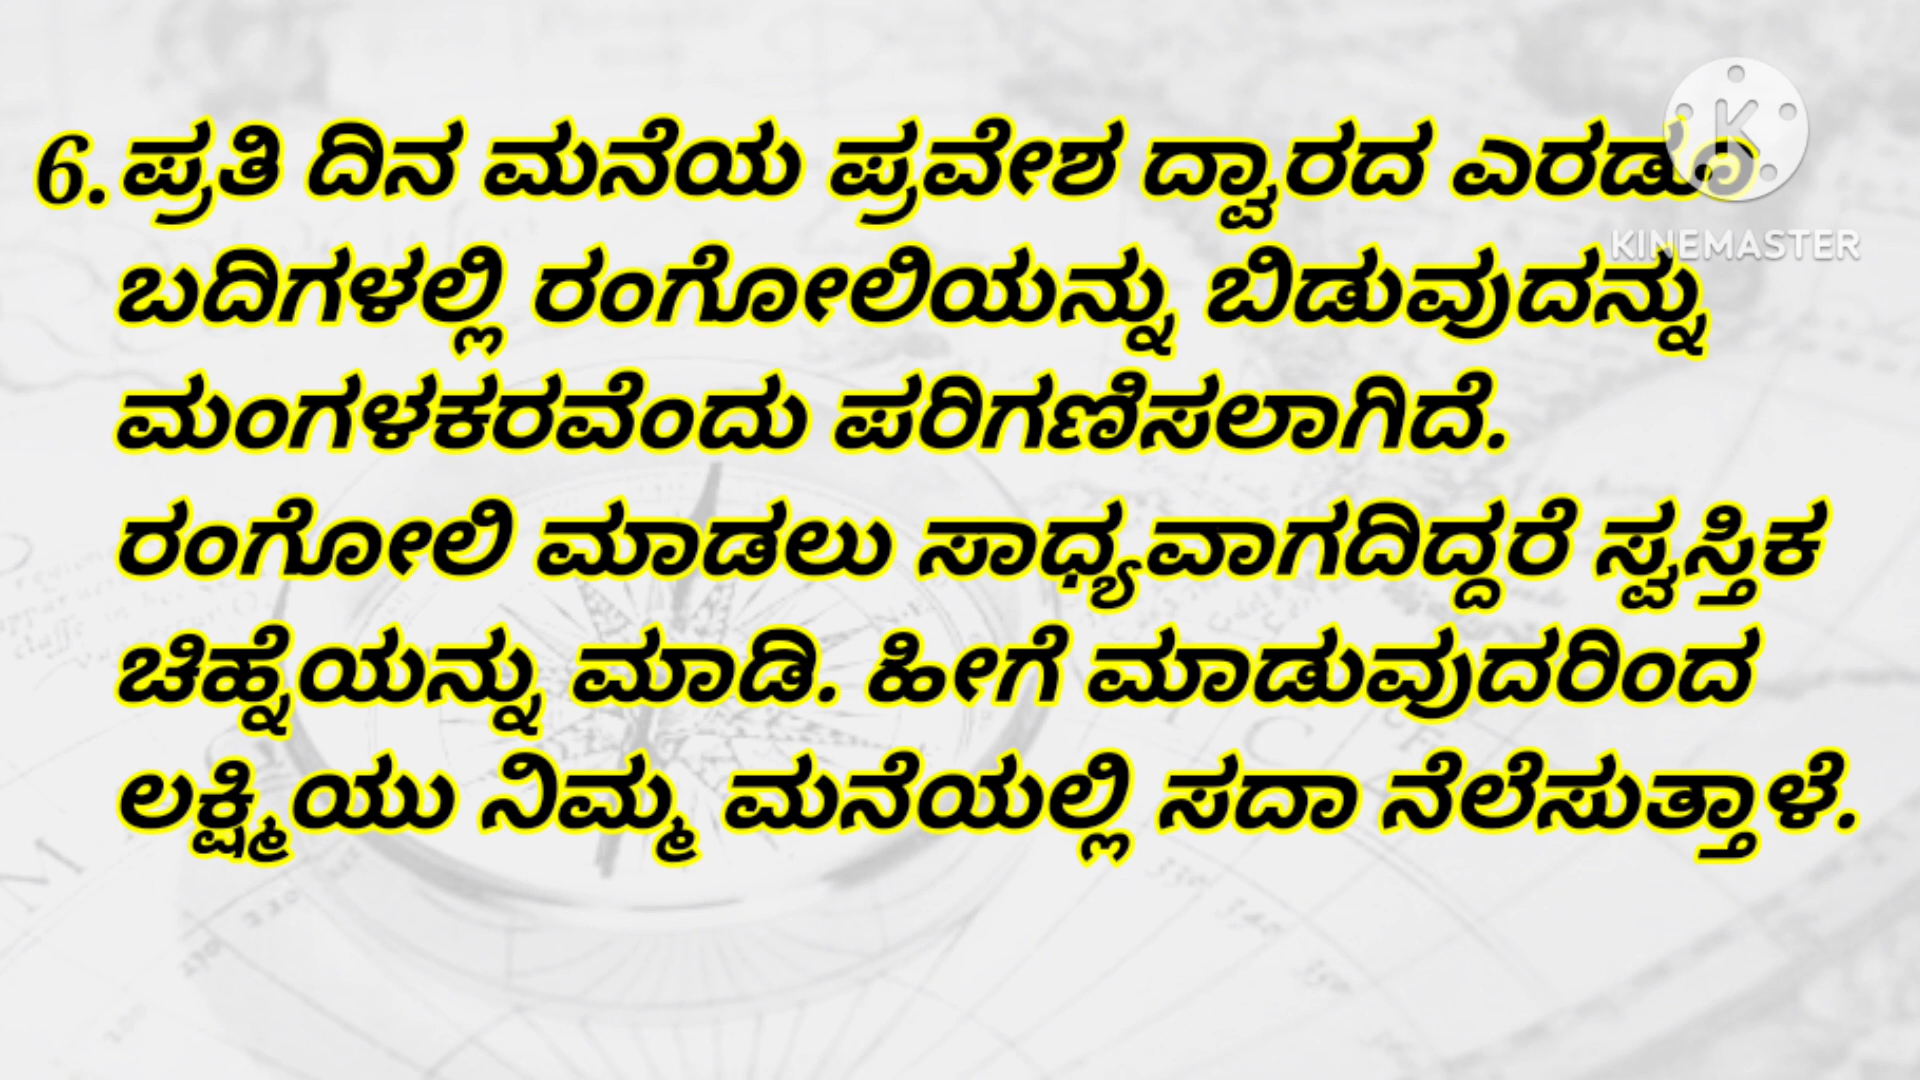 6. ಪ್ರತಿ ದಿನ ಮನೆಯ ಪ್ರವೇಶ ದ್ವಾರದ ಎರಡೂ
KINEMASTER
ಬದಿಗಳಲ್ಲಿ ರಂಗೋಲಿಯನ್ನು ಬಿಡುವುದನ್ನು
ಮಂಗಳಕರವೆಂದು ಪರಿಗಣಿಸಲಾಗಿದೆ.
ರಂಗೋಲಿ ಮಾಡಲು ಸಾಧ್ಯವಾಗದಿದ್ದರೆ ಸ್ವಸ್ತಿಕ
ಚಿಹ್ನೆಯನ್ನು ಮಾಡಿ. ಹೀಗೆ ಮಾಡುವುದರಿಂದ
ಲಕ್ಷ್ಮಿಯು ನಿಮ್ಮ ಮನೆಯಲ್ಲಿ ಸದಾ ನೆಲೆಸುತ್ತಾಳೆ.